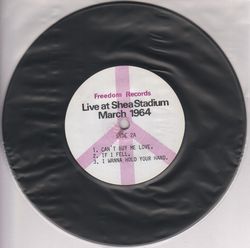 Freedom Records
Live at Shea Stadium
March 1964
SIDE 2A
1. CAN'T BUY ME LOVE.
2. IF I FELL.
3. I WANNA HOLD YOUR HAND.